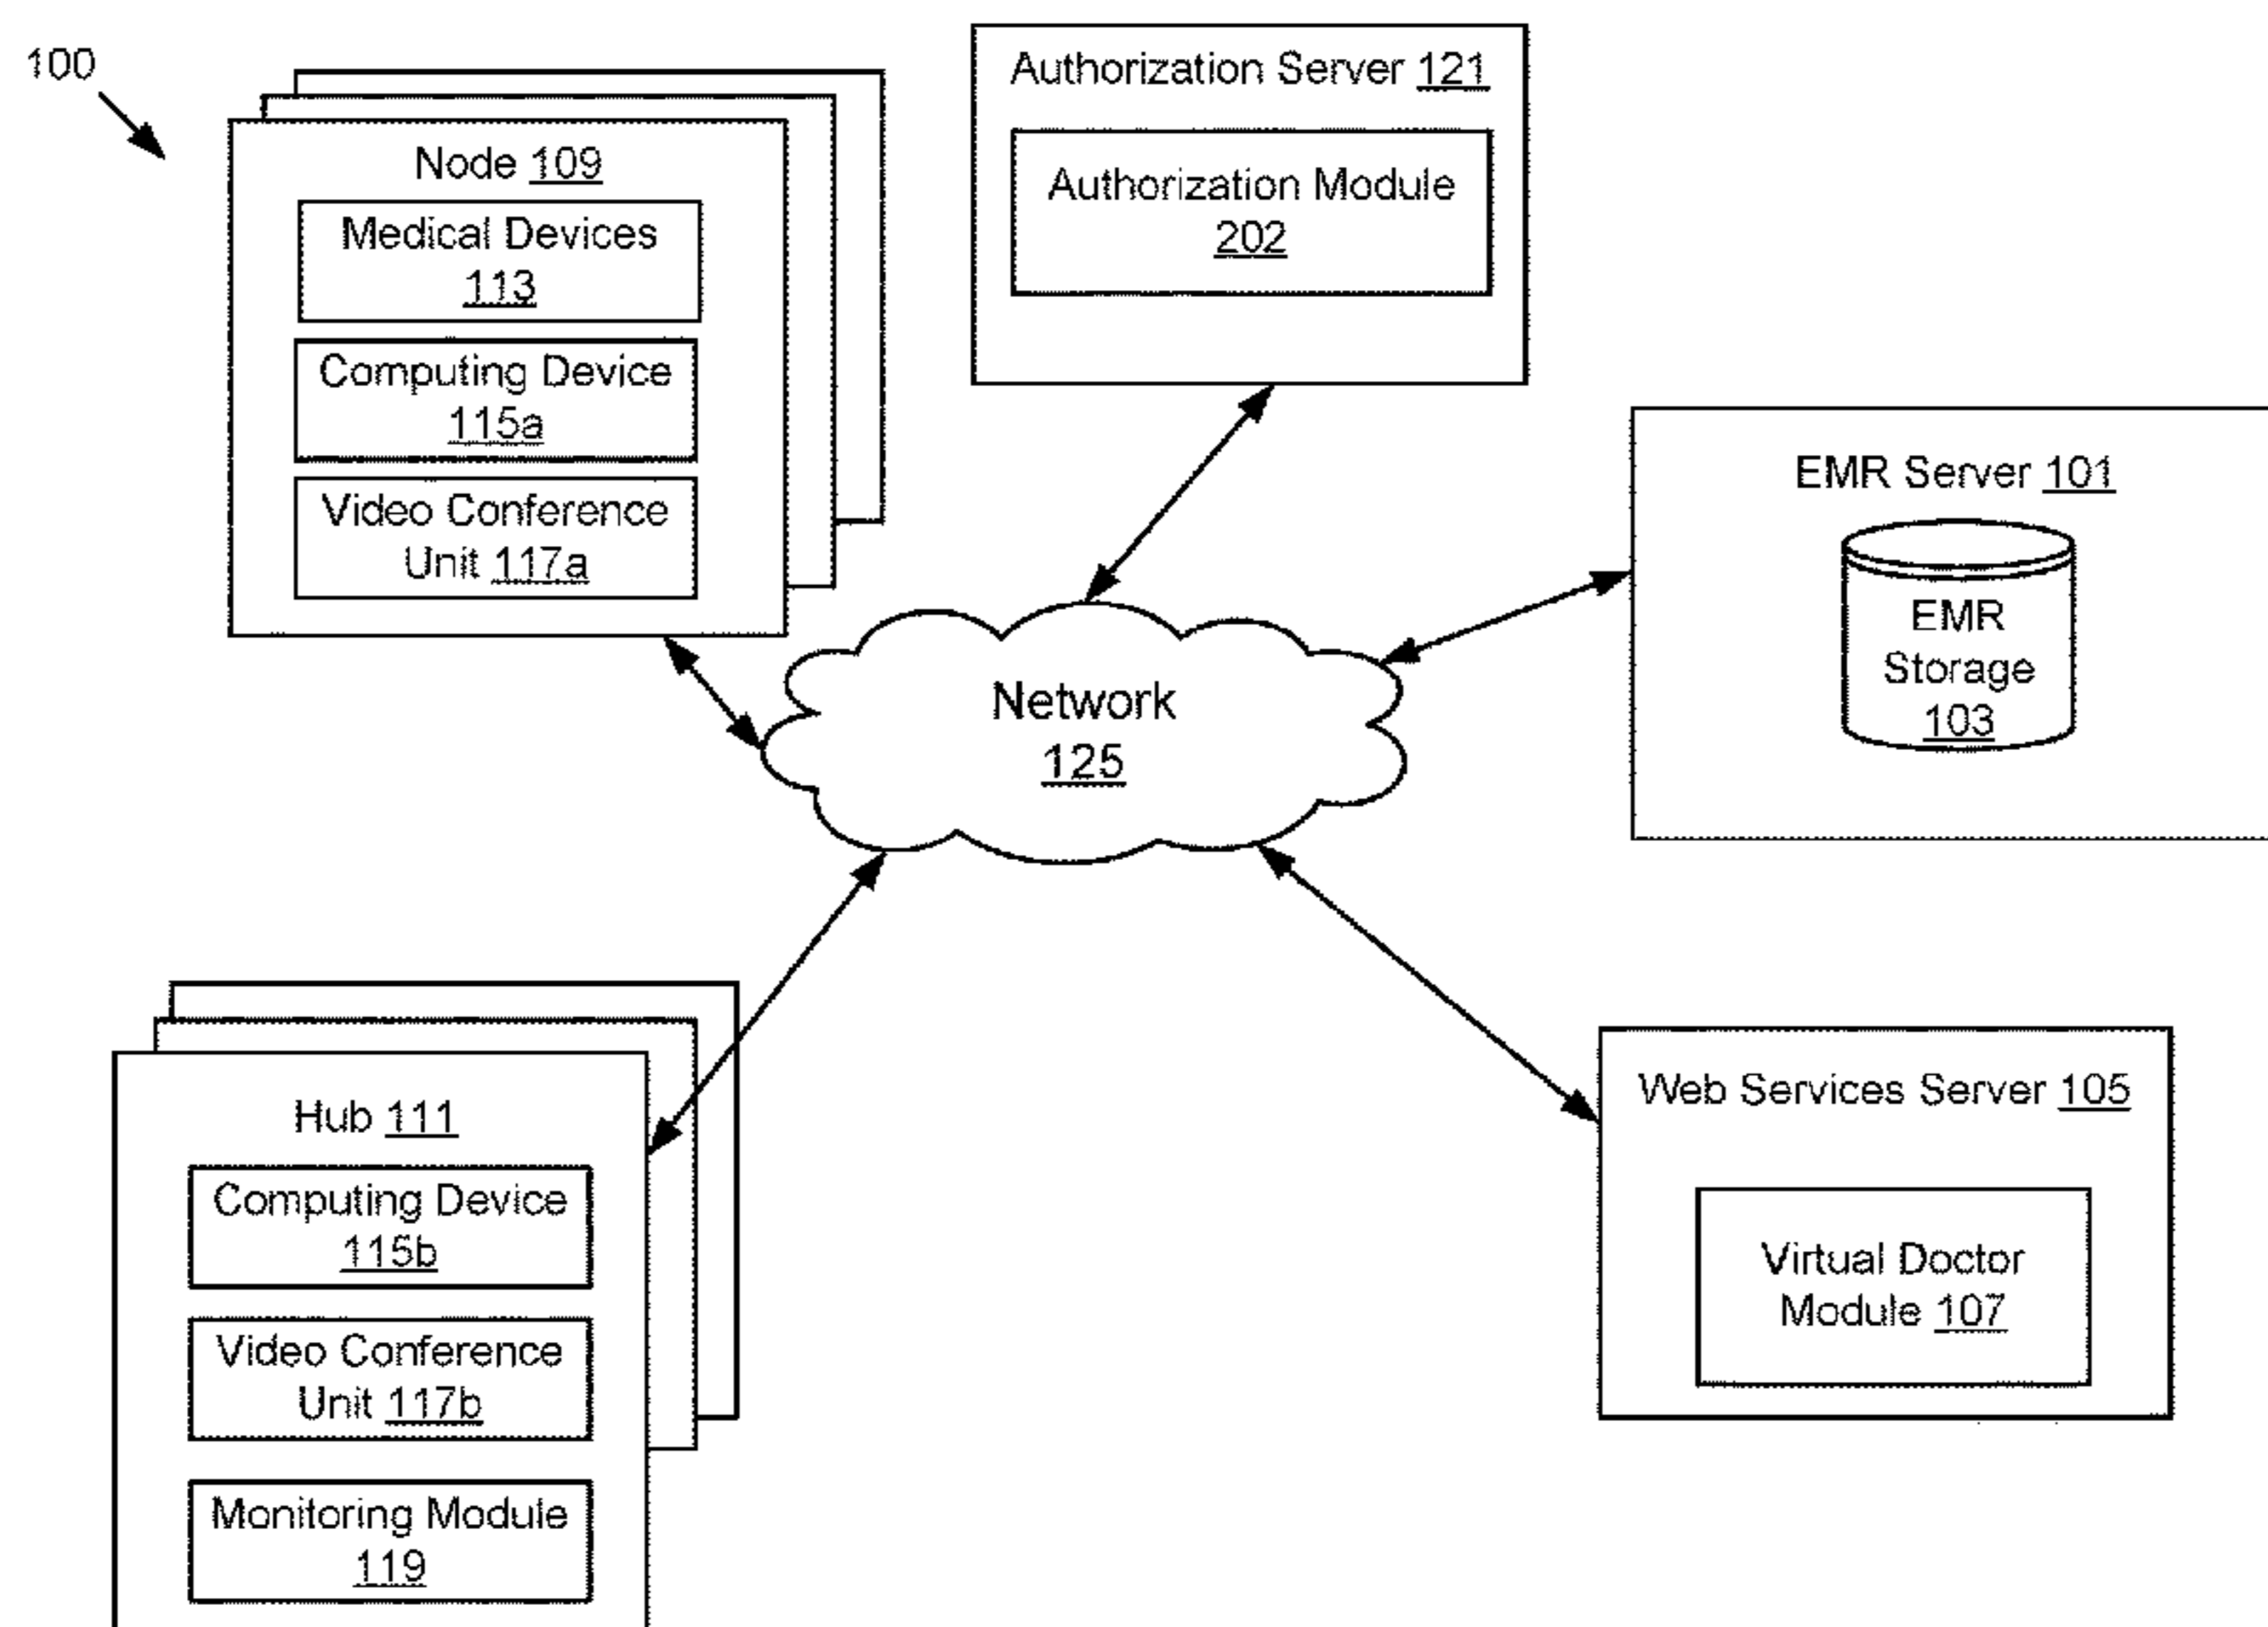 100
Node 109
Medical Devices
113
Computing Device
115a
Video Conference
Unit 117a
Authorization Server 121
Authorization Module
202
EMR Server 101
EMR
Storage
103
Network
125
Hub 111
Computing Device
115b
Video Conference
Unit 117b
Monitoring Module
119
Web Services Server 105
Virtual Doctor
Module 107